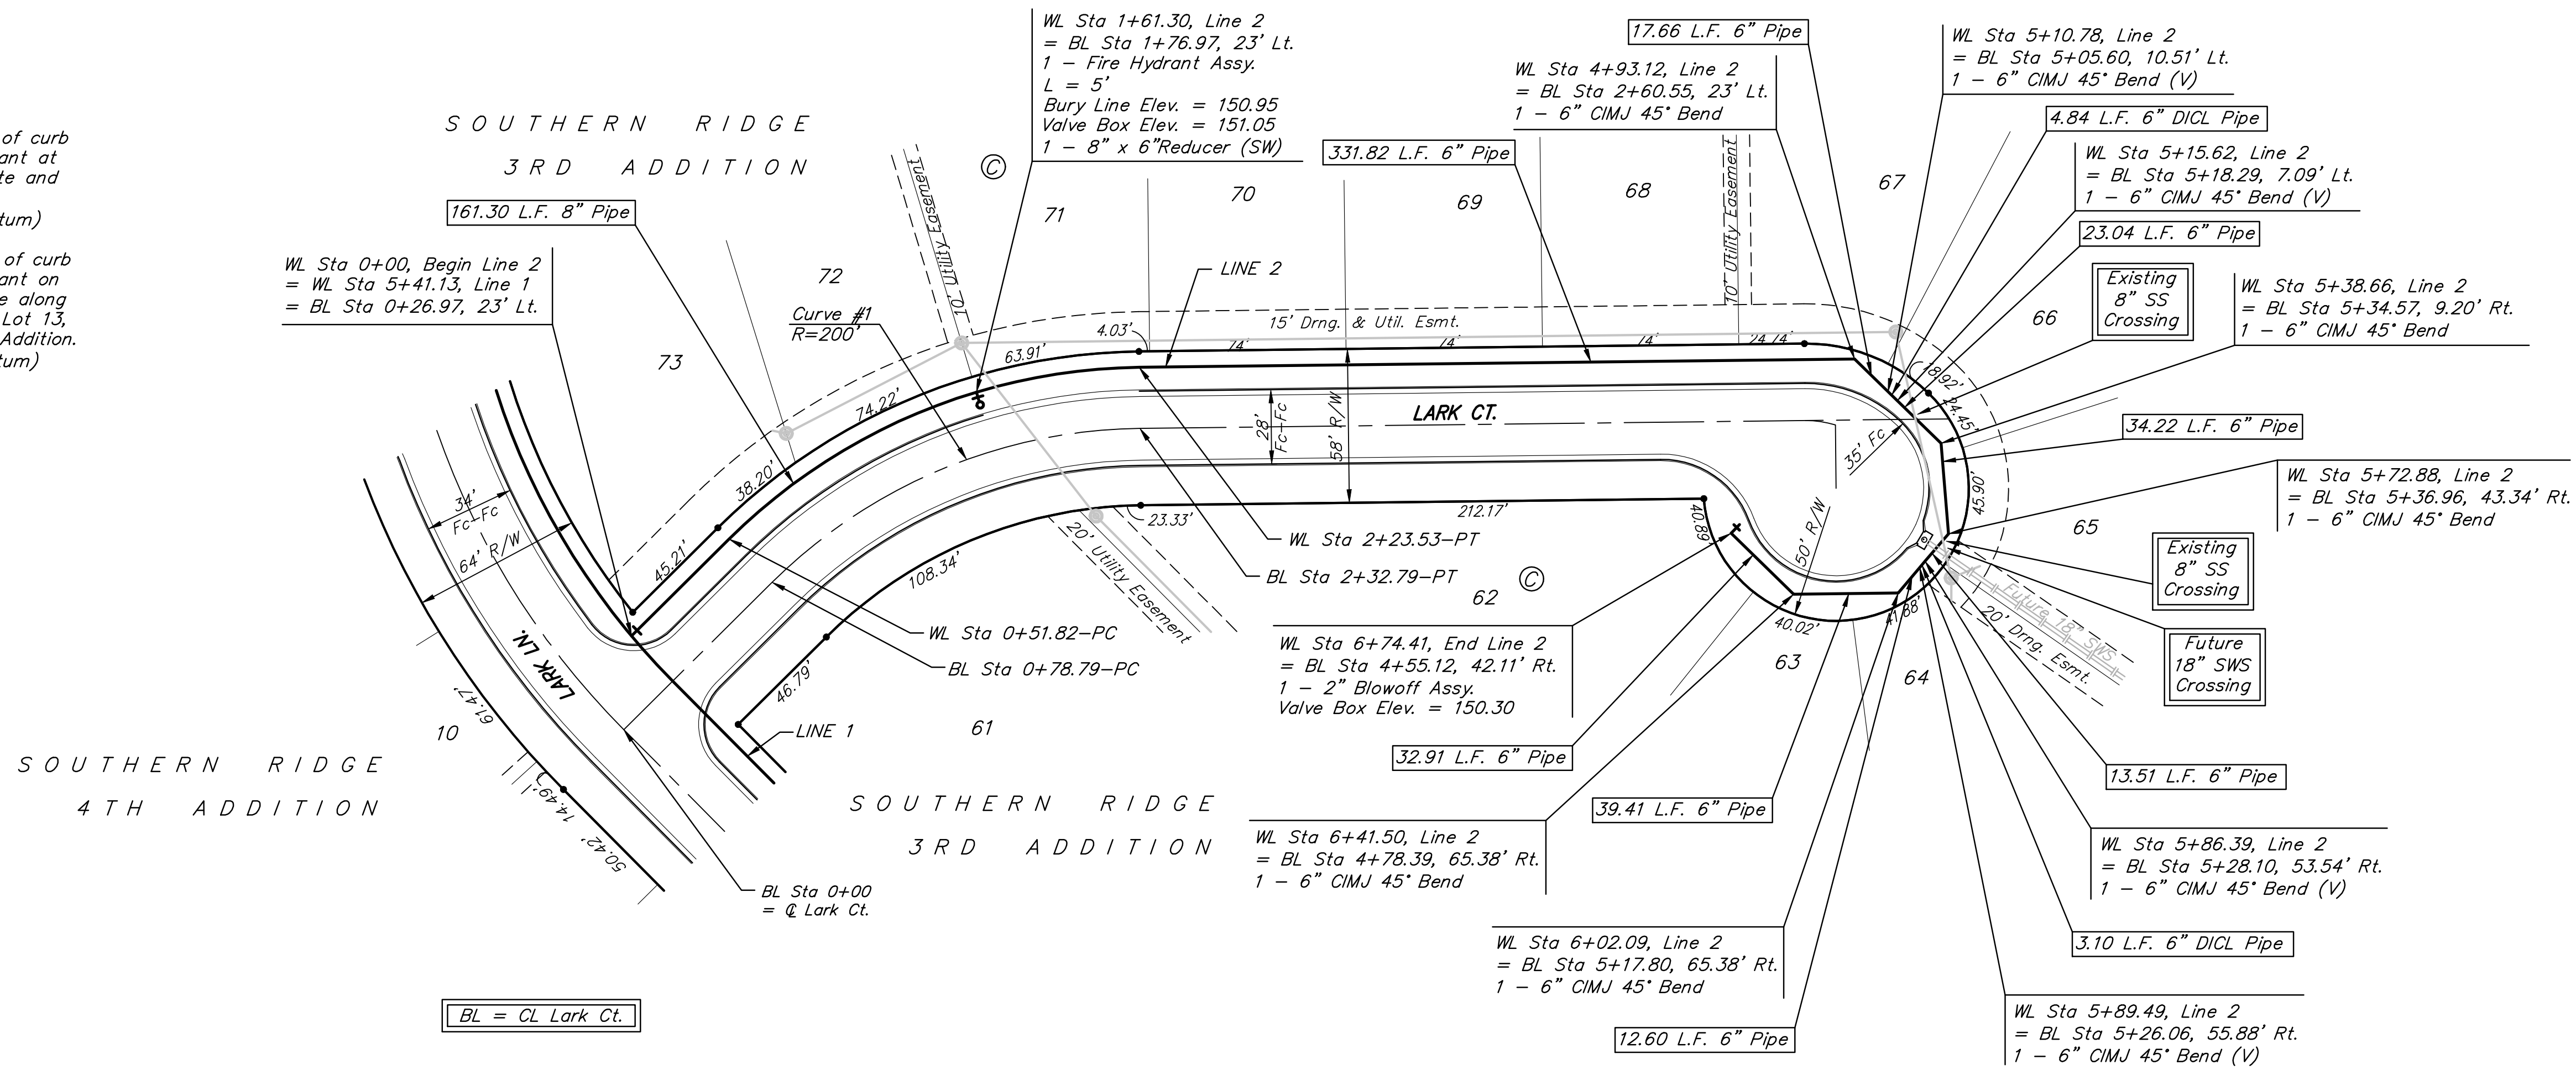 of curb
ant at
te and
tum)
of curb
ant on
e along
Lot 13,
Addition.
tum)
SOUTHERN RIDGE
3RD ADDITION
161.30 L.F. 8" Pipe
WL Sta 0+00, Begin Line 2
= WL Sta 5+41.13, Line 1
= BL Sta 0+26.97, 23' Lt.
WL Sta 1+61.30, Line 2
= BL Sta 1+76.97, 23' Lt.
1 - Fire Hydrant Assy.
L = 5'
Bury Line Elev. = 150.95
Valve Box Elev. = 151.05
1 - 8" x 6"Reducer (SW)
17.66 L.F. 6" Pipe
WL Sta 4+93.12, Line 2
= BL Sta 2+60.55, 23' Lt.
1 - 6" CIMJ 45° Bend
331.82 L.F. 6" Pipe
WL Sta 5+10.78, Line 2
= BL Sta 5+05.60, 10.51' Lt.
1 - 6" CIMJ 45° Bend (V)
4.84 L.F. 6" DICL Pipe
WL Sta 5+15.62, Line 2
= BL Sta 5+18.29, 7.09' Lt.
1 - 6" CIMJ 45° Bend (V)
23.04 L.F. 6" Pipe
Existing
8" SS
Crossing
WL Sta 5+38.66, Line 2
= BL Sta 5+34.57, 9.20' Rt.
1 - 6" CIMJ 45° Bend
34.22 L.F. 6" Pipe
WL Sta 5+72.88, Line 2
= BL Sta 5+36.96, 43.34' Rt.
1 - 6" CIMJ 45° Bend
Existing
8" SS
Crossing
Future
18" SWS
Crossing
13.51 L.F. 6" Pipe
WL Sta 5+86.39, Line 2
= BL Sta 5+28.10, 53.54' Rt.
1 - 6" CIMJ 45° Bend (V)
3.10 L.F. 6" DICL Pipe
WL Sta 5+89.49, Line 2
= BL Sta 5+26.06, 55.88' Rt.
1 - 6" CIMJ 45° Bend (V)
12.60 L.F. 6" Pipe
WL Sta 6+02.09, Line 2
= BL Sta 5+17.80, 65.38' Rt.
1 - 6" CIMJ 45° Bend
39.41 L.F. 6" Pipe
WL Sta 6+41.50, Line 2
= BL Sta 4+78.39, 65.38' Rt.
1 - 6" CIMJ 45° Bend
32.91 L.F. 6" Pipe
WL Sta 6+74.41, End Line 2
= BL Sta 4+55.12, 42.11' Rt.
1 - 2" Blowoff Assy.
Valve Box Elev. = 150.30
C
10' Utility Easement
10' Utility Easement
73
72
71
70
69
68
67
66
65
64
63
62
C
61
10
Curve #1
R=200'
LINE 2
15' Drng. & Util. Esmt.
4.03'
63.91'
74.22'
38.20'
45.21'
74'
74'
74'
24.74'
18.92'
24.45'
45.90'
41.88'
40.02'
40.89'
212.17'
23.33'
108.34'
46.79'
28'
Fc-Fc
58' R/W
LARK CT.
35' Fc
50' R/W
34'
Fc-Fc
64' R/W
LARK LN.
61.47'
14.49'
50.42'
20' Utility Easement
Future 18" SWS
20' Drng. Esmt.
WL Sta 2+23.53-PT
BL Sta 2+32.79-PT
WL Sta 0+51.82-PC
BL Sta 0+78.79-PC
LINE 1
BL Sta 0+00
= ℄ Lark Ct.
SOUTHERN RIDGE
4TH ADDITION
SOUTHERN RIDGE
3RD ADDITION
BL = CL Lark Ct.